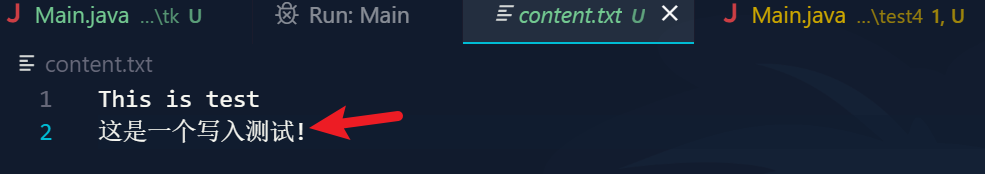 Main.java ...\tk U Run: Main content.txt U Main.java ...\test4 1, U
content.txt
1 This is test
2 这是一个写入测试!